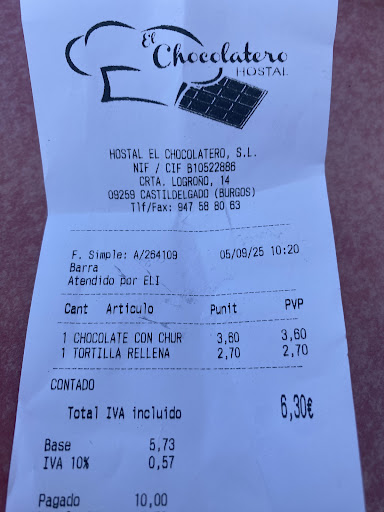 El
Chocolatero
HOSTAL
HOSTAL EL CHOCOLATERO, S.L.
NIF / CIF B10522886
CRTA. LOGROÑO, 14
09259 CASTILDELGADO (BURGOS)
Tlf/Fax: 947 58 80 63
F. Simple: A/264109 05/09/25 10:20
Barra
Atendido por ELI
Cant Articulo Punit PVP
1 CHOCOLATE CON CHUR 3,60 3,60
1 TORTILLA RELLENA 2,70 2,70
CONTADO
Total IVA incluido 6,30€
Base 5,73
IVA 10% 0,57
Pagado 10,00